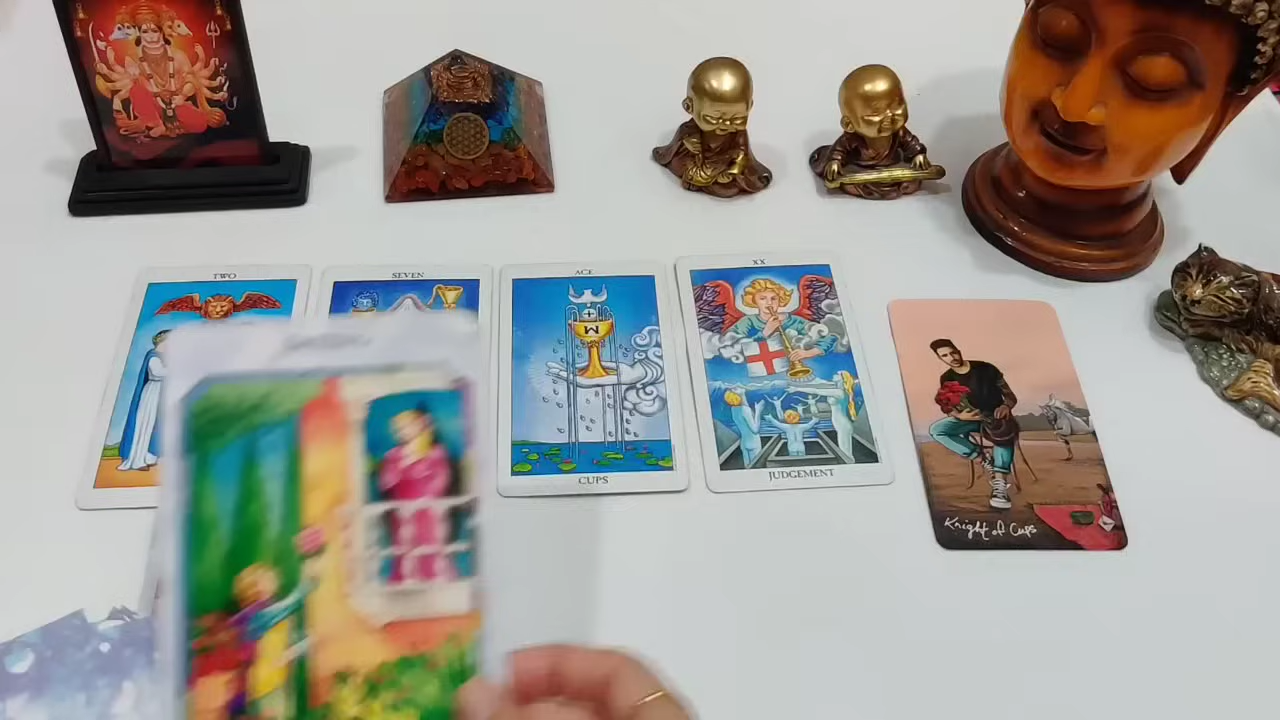 TWO
SEVEN
ACE
CUPS
XX
JUDGEMENT
Knight of Cups